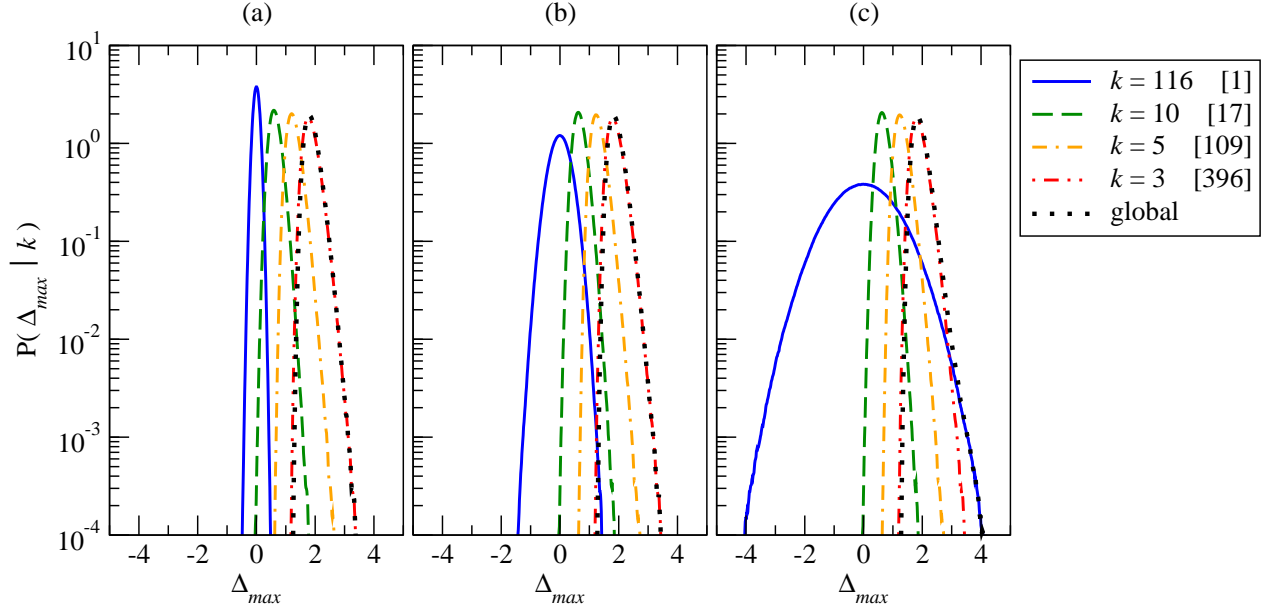 (a) (b) (c)
10^1
10^0
10^-1
10^-2
10^-3
10^-4
P( Δ_max | k )
-4 -2 0 2 4
-4 -2 0 2 4
-4 -2 0 2 4
Δ_max Δ_max Δ_max
k = 116 [1]
k = 10 [17]
k = 5 [109]
k = 3 [396]
global